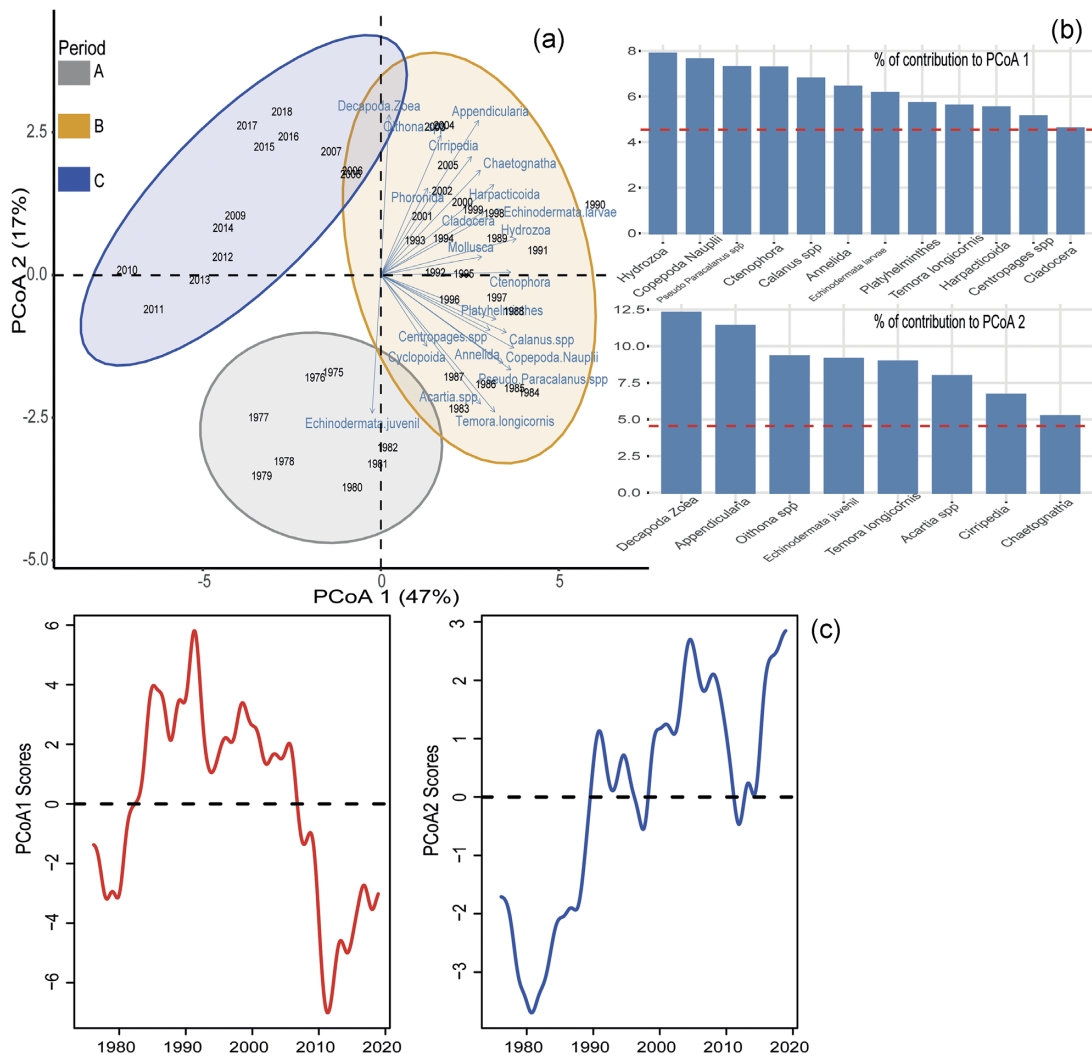 (a)
Period
A
B
C
PCoA 2 (17%)
2.5
0.0
-2.5
-5.0
-5
0
5
PCoA 1 (47%)
2018
2017
2016
2015
2007
2006
2009
2014
2012
2010
2013
2011
Decapoda.Zoea
Appendicularia
Oithona
2004
Cirripedia
2005
Chaetognatha
Phoronida
2002
Harpacticoida
2000
1990
1999
1998
Echinodermata.larvae
2001
Cladocera
Hydrozoa
1993
1994
1989
Mollusca
1991
1992
1995
Ctenophora
1996
1997
Platyhelminthes
1988
Centropages.spp
Calanus.spp
Cyclopoida
Annelida
Copepoda.Nauplii
1987
1986
Pseudo.Paracalanus.spp
1985
1984
Acartia.spp
1983
Temora.longicornis
Echinodermata.juvenil
1976
1975
1977
1982
1978
1981
1979
1980
(b)
% of contribution to PCoA 1
8
6
4
2
0
Hydrozoa
Copepoda Nauplii
Pseudo Paracalanus spp
Ctenophora
Calanus spp
Annelida
Echinodermata larvae
Platyhelminthes
Temora longicornis
Harpacticoida
Centropages spp
Cladocera
% of contribution to PCoA 2
12.5
10.0
7.5
5.0
2.5
0.0
Decapoda Zoea
Appendicularia
Oithona spp
Echinodermata juvenil
Temora longicornis
Acartia spp
Cirripedia
Chaetognatha
(c)
PCoA1 Scores
6
4
2
0
-2
-4
-6
1980
1990
2000
2010
2020
PCoA2 Scores
3
2
1
0
-1
-2
-3
1980
1990
2000
2010
2020